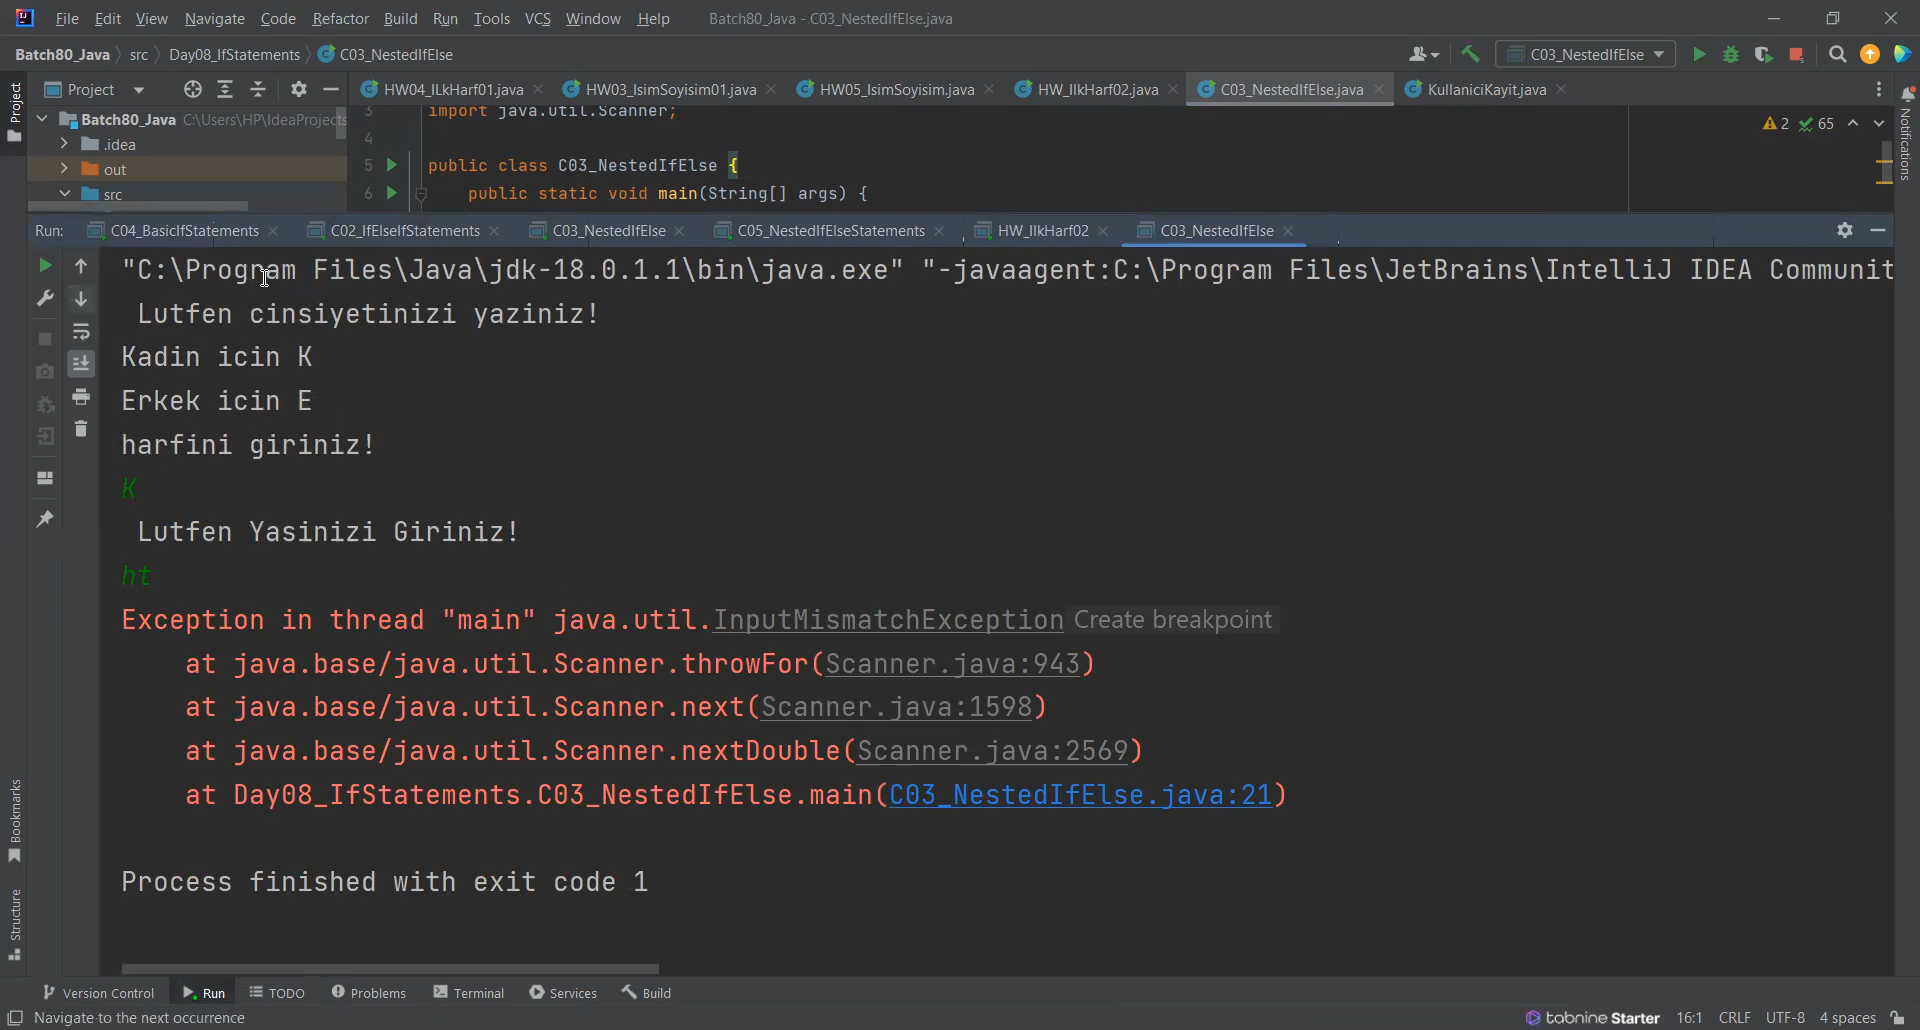 File Edit View Navigate Code Refactor Build Run Tools VCS Window Help Batch80_Java - C03_NestedIfElse.java
Batch80_Java src Day08_IfStatements C03_NestedIfElse C03_NestedIfElse
Project HW04_ILkHarf01.java HW03_IsimSoyisim01.java HW05_IsimSoyisim.java HW_IlkHarf02.java C03_NestedIfElse.java KullaniciKayit.java
Project
Notifications
Batch80_Java C:\Users\HP\IdeaProjects
.idea
out
src
3 import java.util.Scanner;
4
5 public class C03_NestedIfElse {
6 public static void main(String[] args) {
2 65
Run: C04_BasicIfStatements C02_IfElseIfStatements C03_NestedIfElse C05_NestedIfElseStatements HW_IlkHarf02 C03_NestedIfElse
"C:\Program Files\Java\jdk-18.0.1.1\bin\java.exe" "-javaagent:C:\Program Files\JetBrains\IntelliJ IDEA Communit
Lutfen cinsiyetinizi yaziniz!
Kadin icin K
Erkek icin E
harfini giriniz!
K
Lutfen Yasinizi Giriniz!
ht
Exception in thread "main" java.util.InputMismatchException Create breakpoint
at java.base/java.util.Scanner.throwFor(Scanner.java:943)
at java.base/java.util.Scanner.next(Scanner.java:1598)
at java.base/java.util.Scanner.nextDouble(Scanner.java:2569)
at Day08_IfStatements.C03_NestedIfElse.main(C03_NestedIfElse.java:21)
Process finished with exit code 1
Bookmarks
Structure
Version Control Run TODO Problems Terminal Services Build
Navigate to the next occurrence tabnine Starter 16:1 CRLF UTF-8 4 spaces